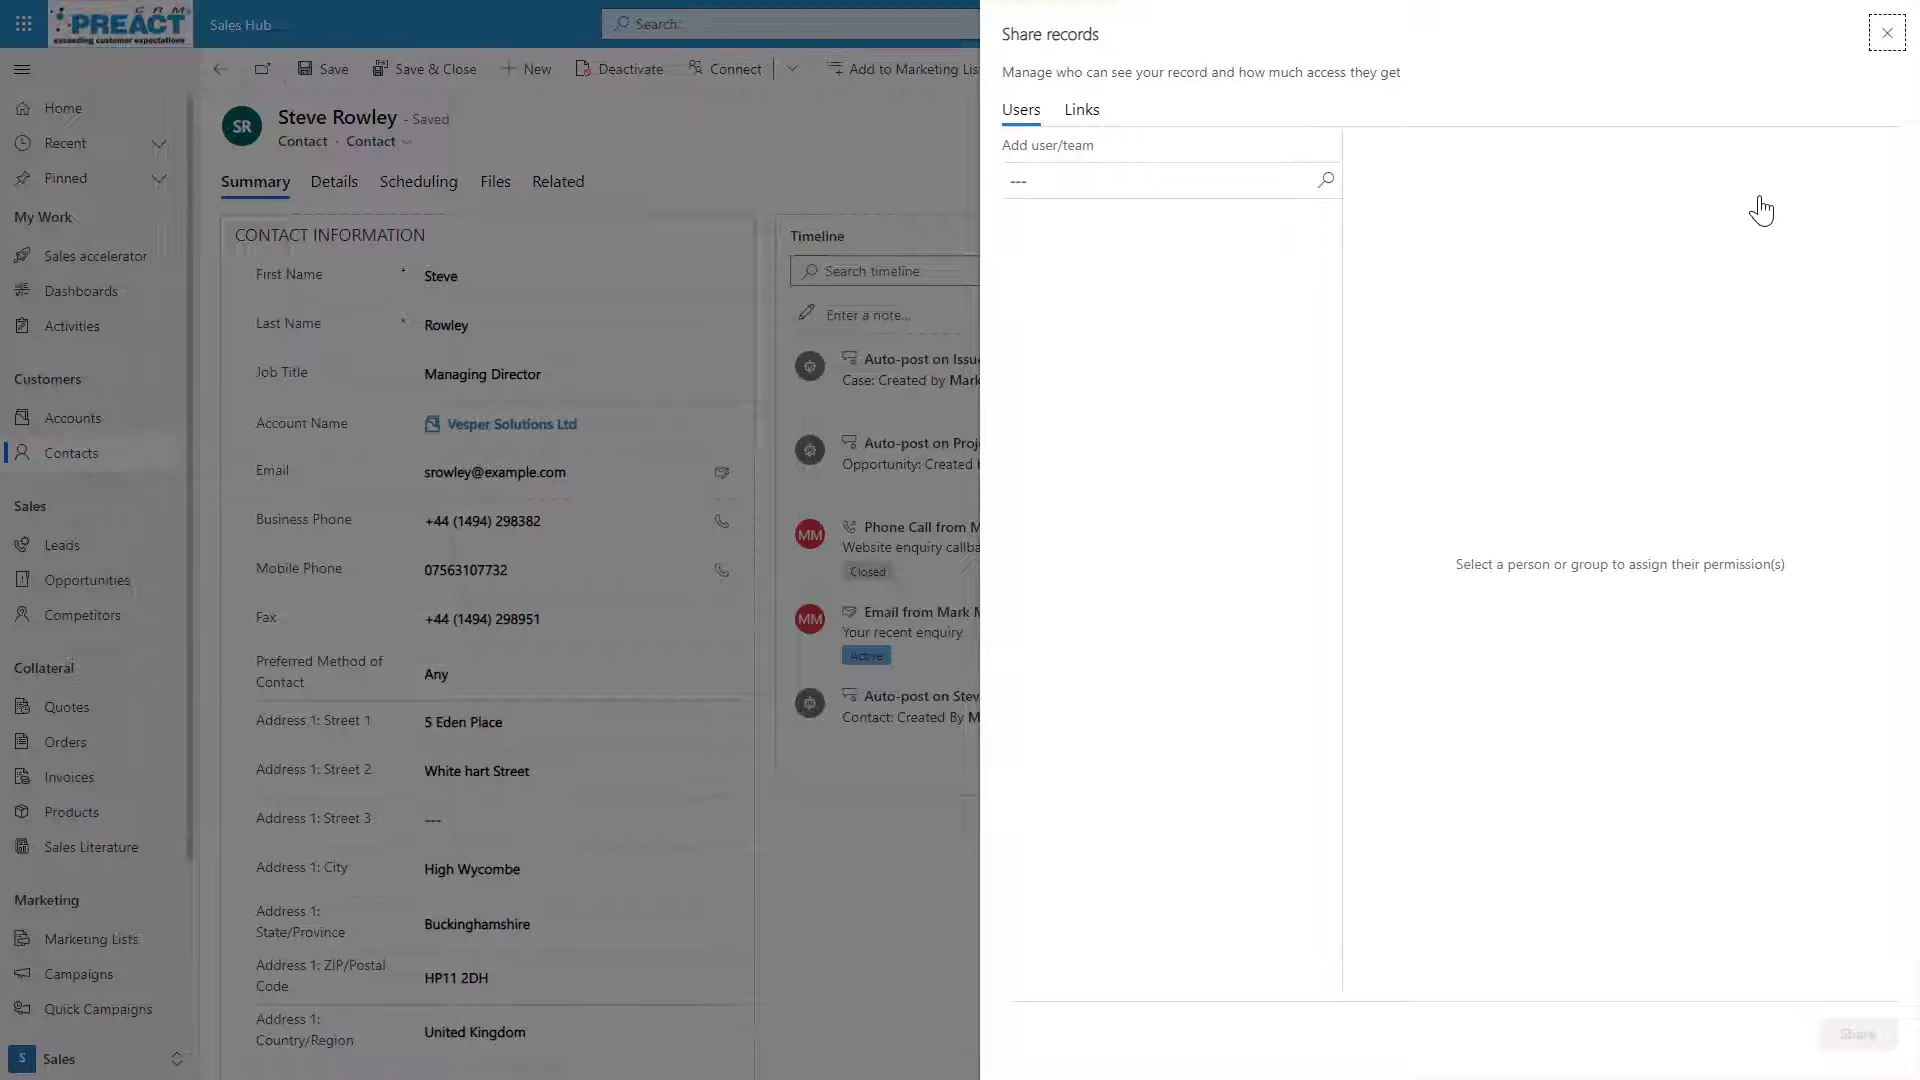 CRM
PREACT
exceeding customer expectations
Sales Hub
Search
Save
Save & Close
New
Deactivate
Connect
Add to Marketing Lis
Home
Recent
Pinned
My Work
Sales accelerator
Dashboards
Activities
Customers
Accounts
Contacts
Sales
Leads
Opportunities
Competitors
Collateral
Quotes
Orders
Invoices
Products
Sales Literature
Marketing
Marketing Lists
Campaigns
Quick Campaigns
S Sales
SR
Steve Rowley - Saved
Contact · Contact
Summary Details Scheduling Files Related
CONTACT INFORMATION
First Name * Steve
Last Name * Rowley
Job Title Managing Director
Account Name Vesper Solutions Ltd
Email srowley@example.com
Business Phone +44 (1494) 298382
Mobile Phone 07563107732
Fax +44 (1494) 298951
Preferred Method of
Contact
Any
Address 1: Street 1 5 Eden Place
Address 1: Street 2 White hart Street
Address 1: Street 3 ---
Address 1: City High Wycombe
Address 1:
State/Province
Buckinghamshire
Address 1: ZIP/Postal
Code
HP11 2DH
Address 1:
Country/Region
United Kingdom
Timeline
Search timeline
Enter a note...
Auto-post on Issu
Case: Created by Mark
Auto-post on Proj
Opportunity: Created
MM
Phone Call from M
Website enquiry callba
Closed
MM
Email from Mark M
Your recent enquiry
Active
Auto-post on Stev
Contact: Created By M
Share records
Manage who can see your record and how much access they get
Users Links
Add user/team
---
Select a person or group to assign their permission(s)
Share